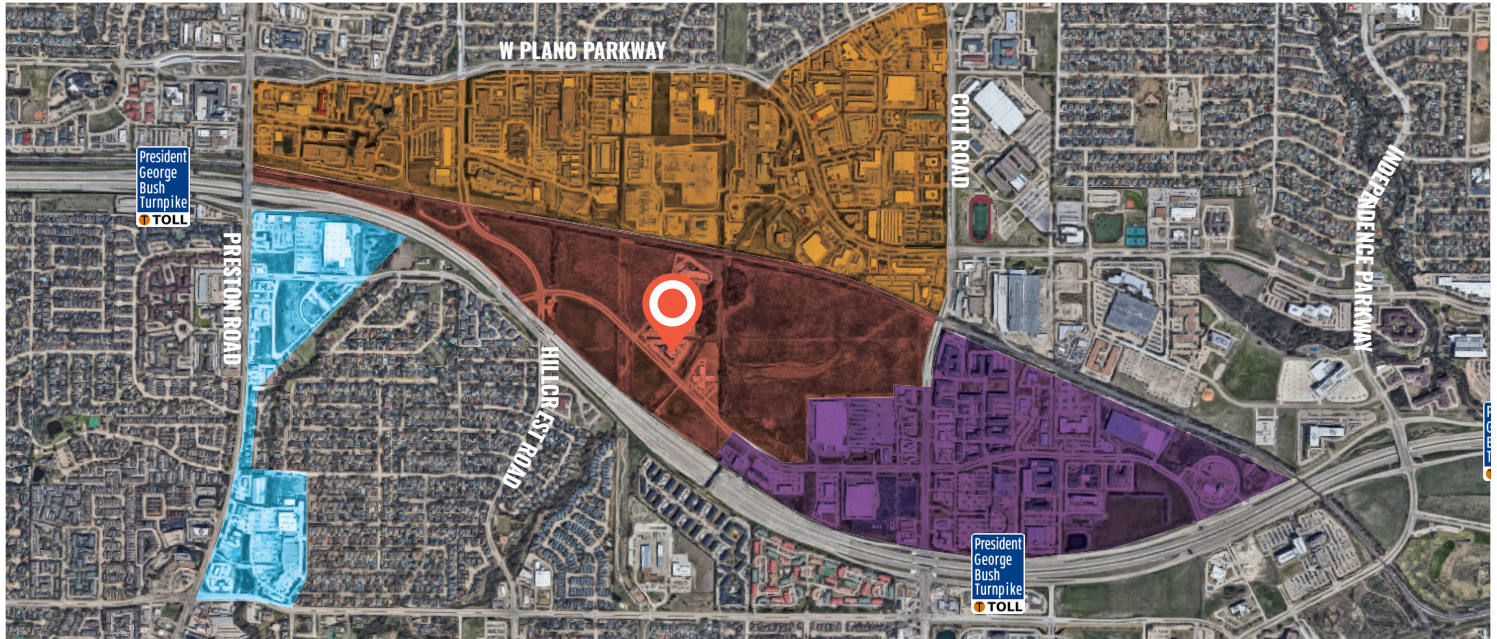 W PLANO PARKWAY
COIT ROAD
INDEPENDENCE PARKWAY
President
George
Bush
Turnpike
T TOLL
PRESTON ROAD
HILLCREST ROAD
President
George
Bush
Turnpike
T TOLL
P
G
B
T